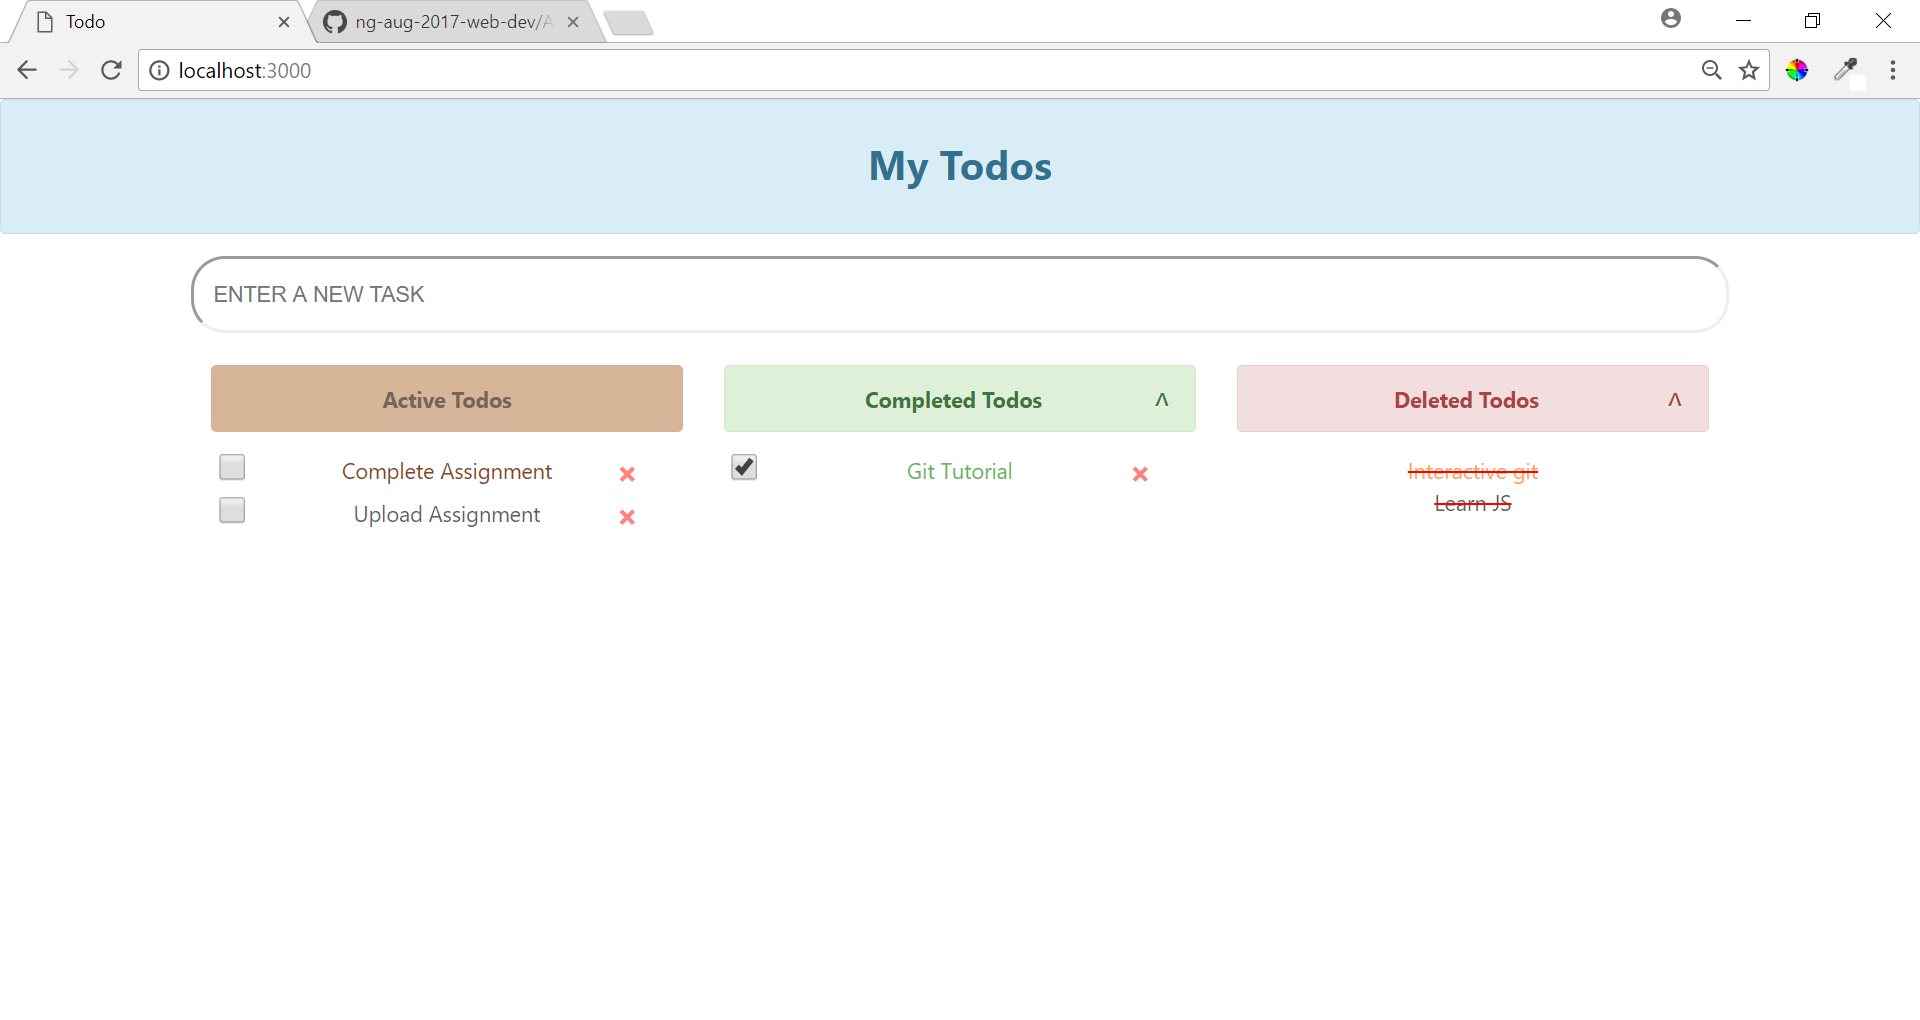 Todo
ng-aug-2017-web-dev/A
localhost:3000
My Todos
ENTER A NEW TASK
Active Todos
Completed Todos ^
Deleted Todos ^
Complete Assignment
Upload Assignment
Git Tutorial
Interactive git
Learn JS